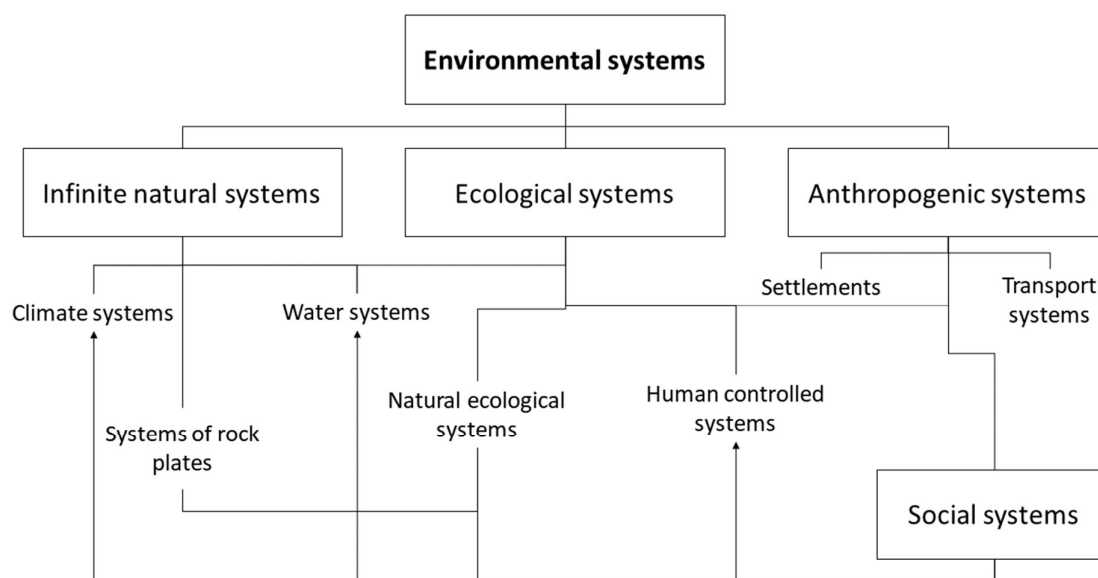 Environmental systems
Infinite natural systems
Ecological systems
Anthropogenic systems
Settlements
Transport
systems
Climate systems
Water systems
Natural ecological
systems
Human controlled
systems
Systems of rock
plates
Social systems